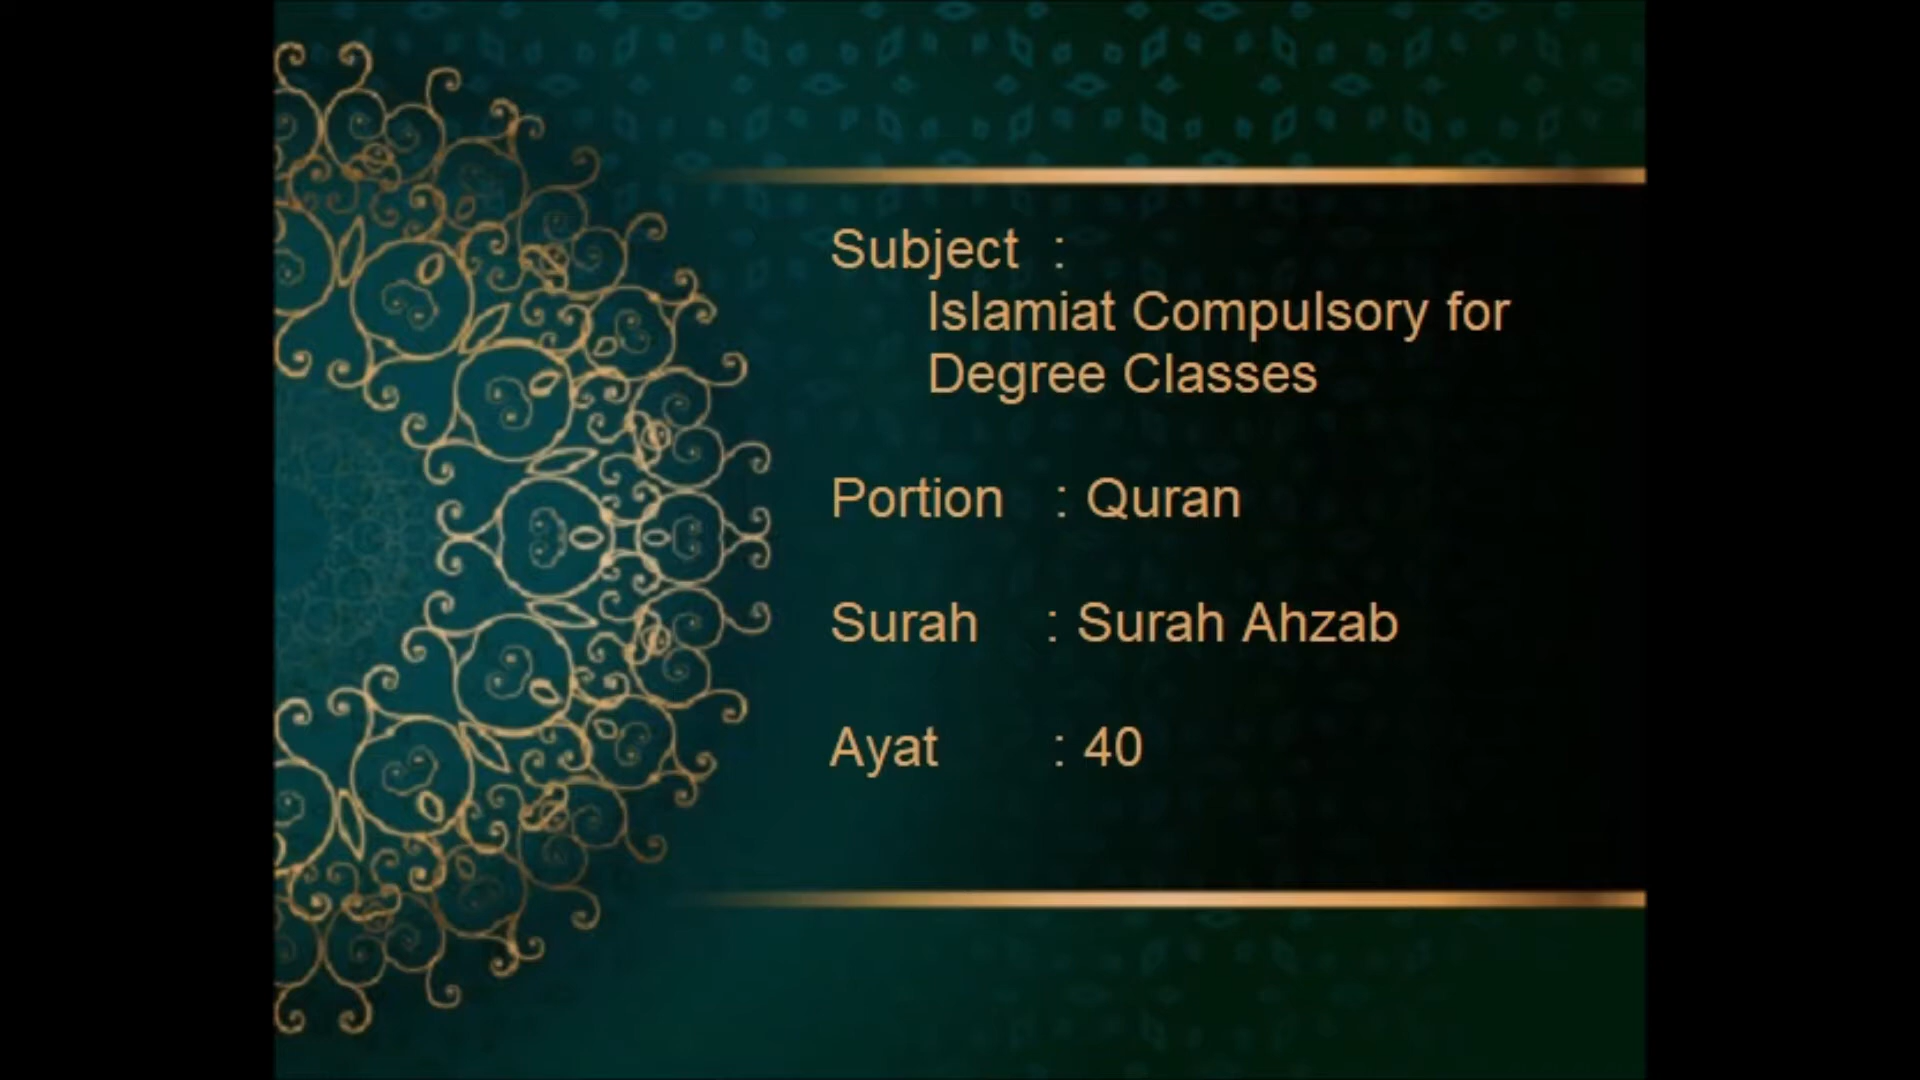 Subject :
Islamiat Compulsory for
Degree Classes
Portion : Quran
Surah : Surah Ahzab
Ayat : 40